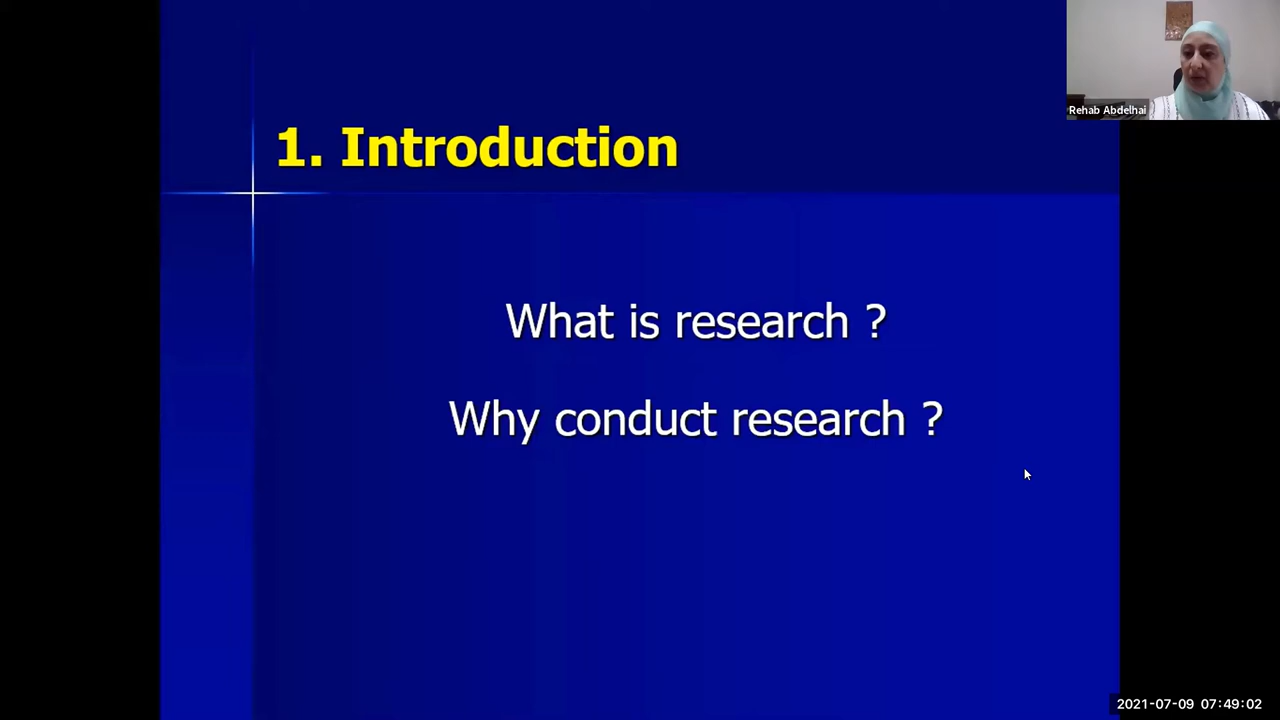 Rehab Abdelhai
1. Introduction
What is research ?
Why conduct research ?
2021-07-09 07:49:02